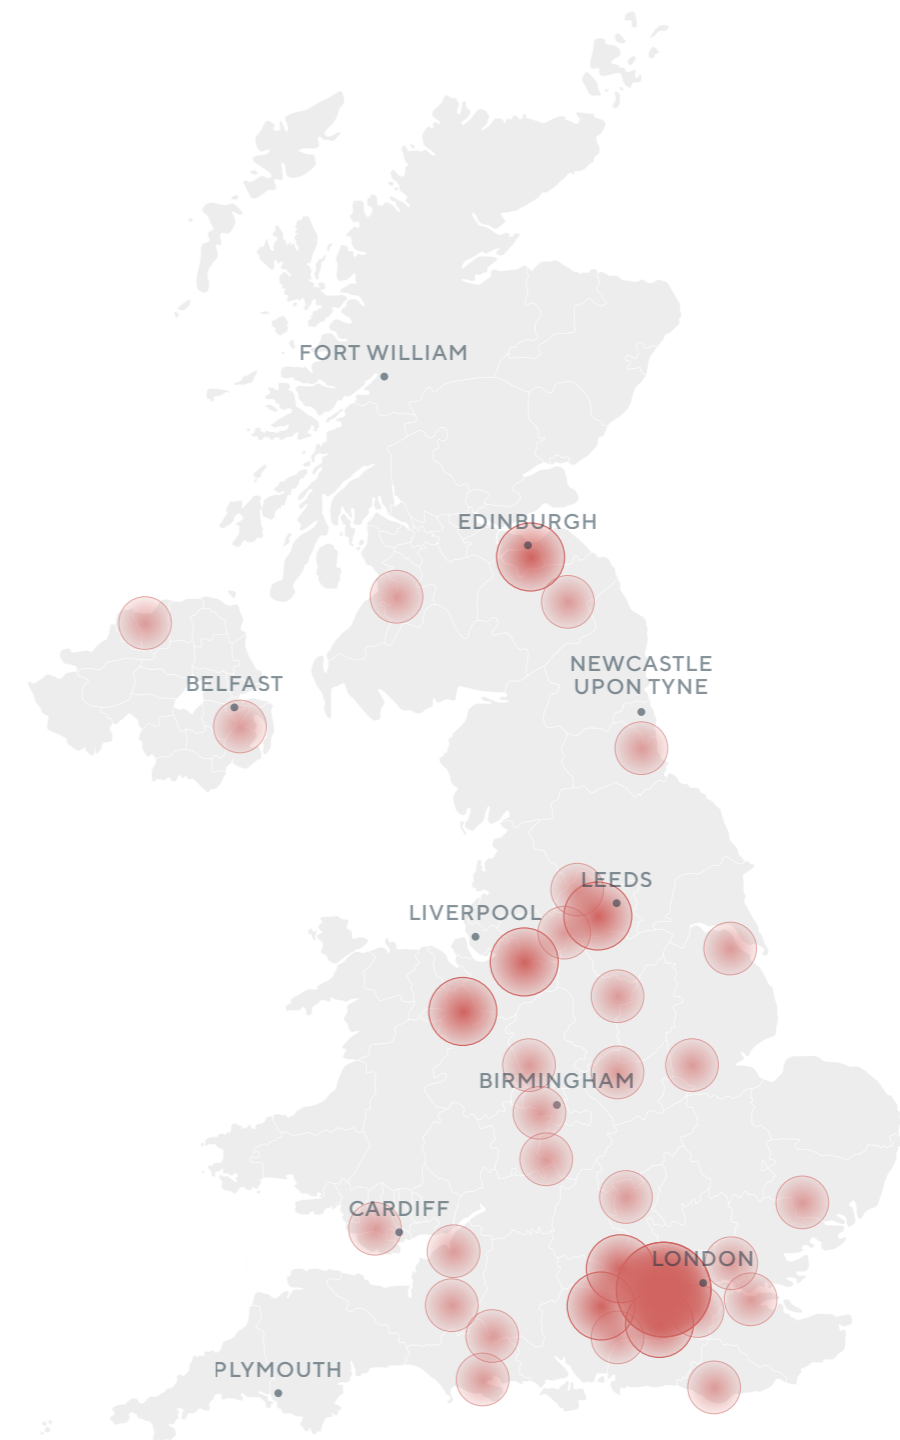 FORT WILLIAM
EDINBURGH
NEWCASTLE
UPON TYNE
BELFAST
LEEDS
LIVERPOOL
BIRMINGHAM
CARDIFF
LONDON
PLYMOUTH